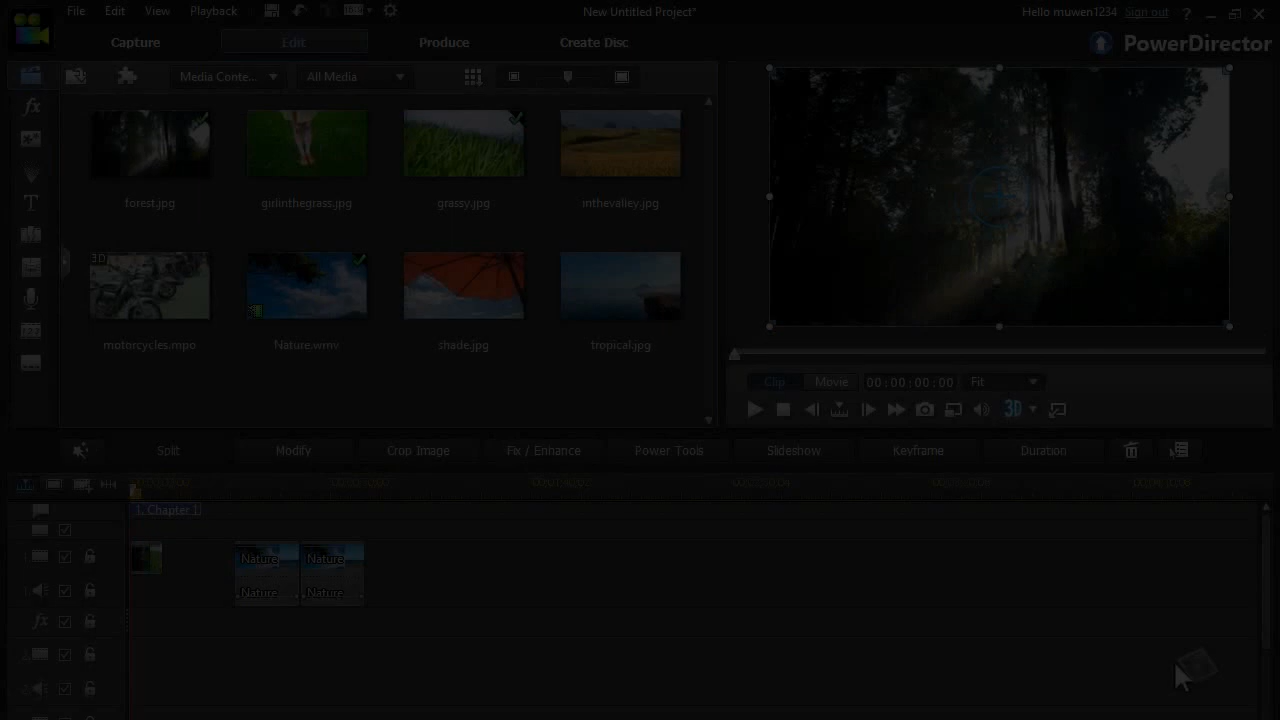 File Edit View Playback New Untitled Project* Hello muwen1234 Sign out ?
Capture Edit Produce Create Disc PowerDirector
Media Conte... All Media
fx
forest.jpg girlinthegrass.jpg grassy.jpg inthevalley.jpg
T
3D
motorcycles.mpo Nature.wmv shade.jpg tropical.jpg
Clip Movie 00:00:00:00 Fit
3D
Split Modify Crop Image Fix / Enhance Power Tools Slideshow Keyframe Duration
1. Chapter 1
Nature Nature
Nature Nature
fx